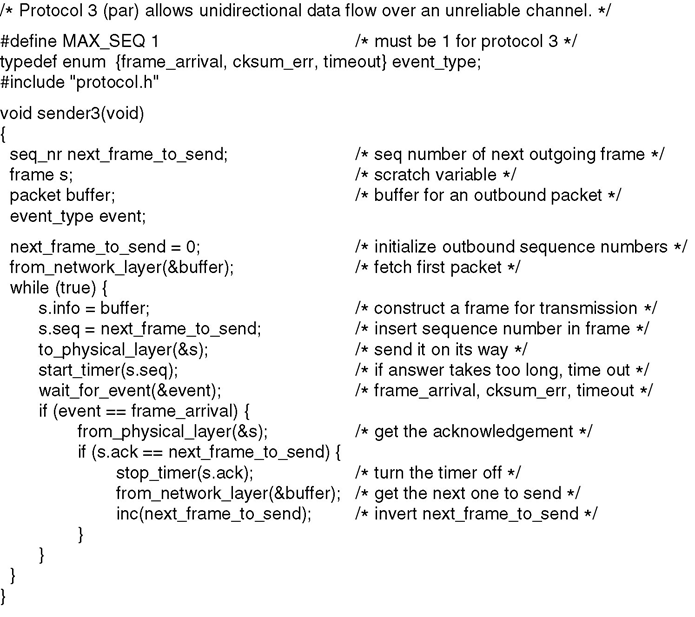 /* Protocol 3 (par) allows unidirectional data flow over an unreliable channel. */
#define MAX_SEQ 1 /* must be 1 for protocol 3 */
typedef enum {frame_arrival, cksum_err, timeout} event_type;
#include "protocol.h"
void sender3(void)
{
seq_nr next_frame_to_send; /* seq number of next outgoing frame */
frame s; /* scratch variable */
packet buffer; /* buffer for an outbound packet */
event_type event;
next_frame_to_send = 0; /* initialize outbound sequence numbers */
from_network_layer(&buffer); /* fetch first packet */
while (true) {
s.info = buffer; /* construct a frame for transmission */
s.seq = next_frame_to_send; /* insert sequence number in frame */
to_physical_layer(&s); /* send it on its way */
start_timer(s.seq); /* if answer takes too long, time out */
wait_for_event(&event); /* frame_arrival, cksum_err, timeout */
if (event == frame_arrival) {
from_physical_layer(&s); /* get the acknowledgement */
if (s.ack == next_frame_to_send) {
stop_timer(s.ack); /* turn the timer off */
from_network_layer(&buffer); /* get the next one to send */
inc(next_frame_to_send); /* invert next_frame_to_send */
}
}
}
}